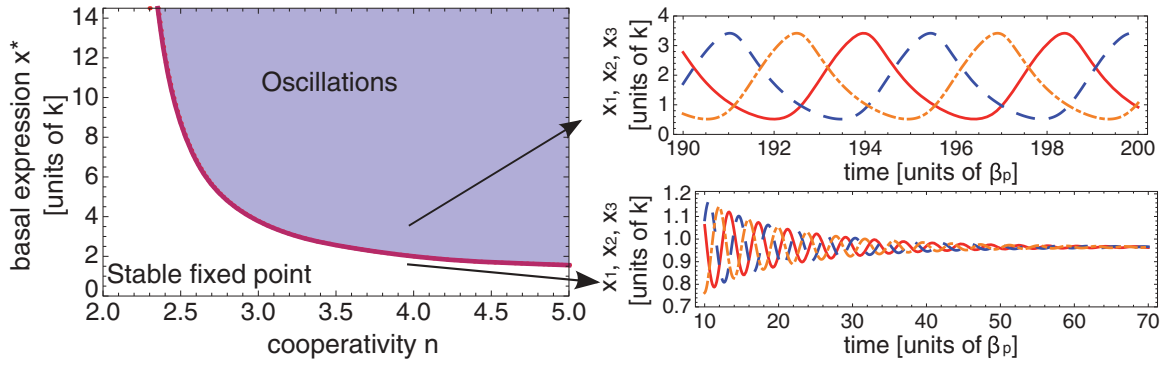 basal expression x*
[units of k]
14
12
10
8
6
4
2
0
Oscillations
Stable fixed point
2.0 2.5 3.0 3.5 4.0 4.5 5.0
cooperativity n
x₁, x₂, x₃
[units of k]
4
3
2
1
0
190 192 194 196 198 200
time [units of βₚ]
x₁, x₂, x₃
[units of k]
1.2
1.1
1.0
0.9
0.8
0.7
10 20 30 40 50 60 70
time [units of βₚ]